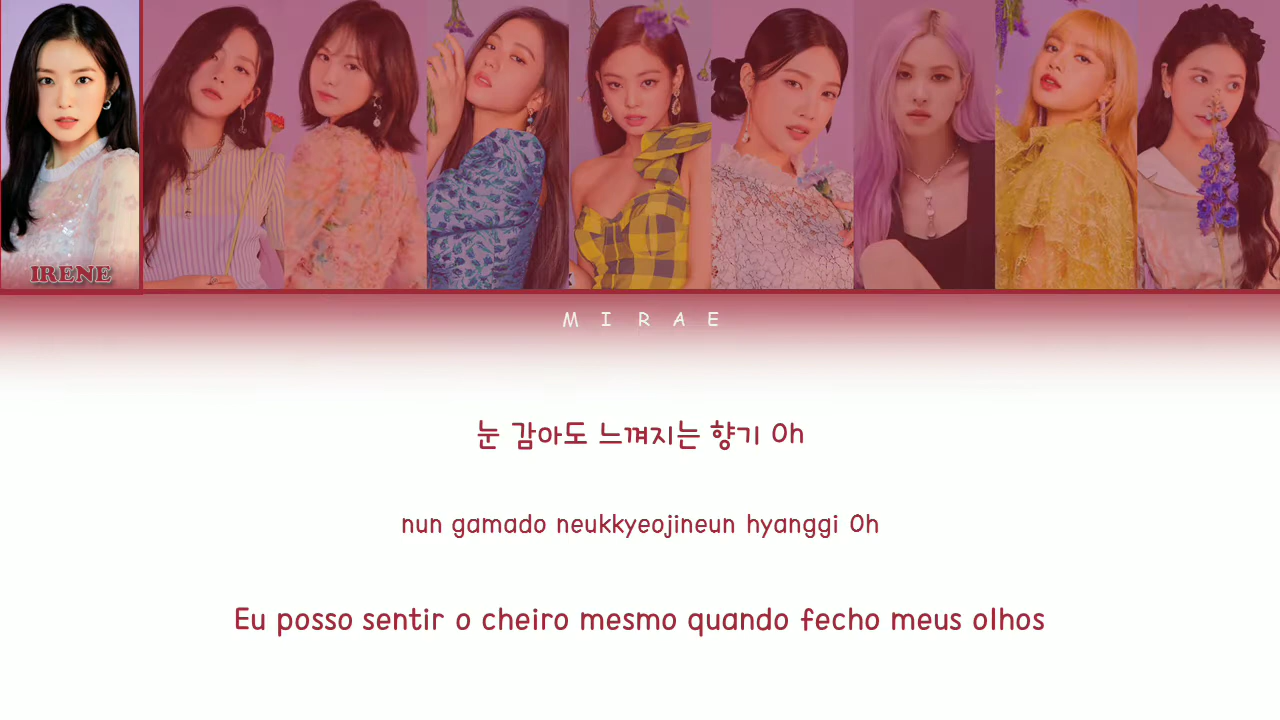 IRENE
MIRAE
눈 감아도 느껴지는 향기 Oh
nun gamado neukkyeojineun hyanggi Oh
Eu posso sentir o cheiro mesmo quando fecho meus olhos